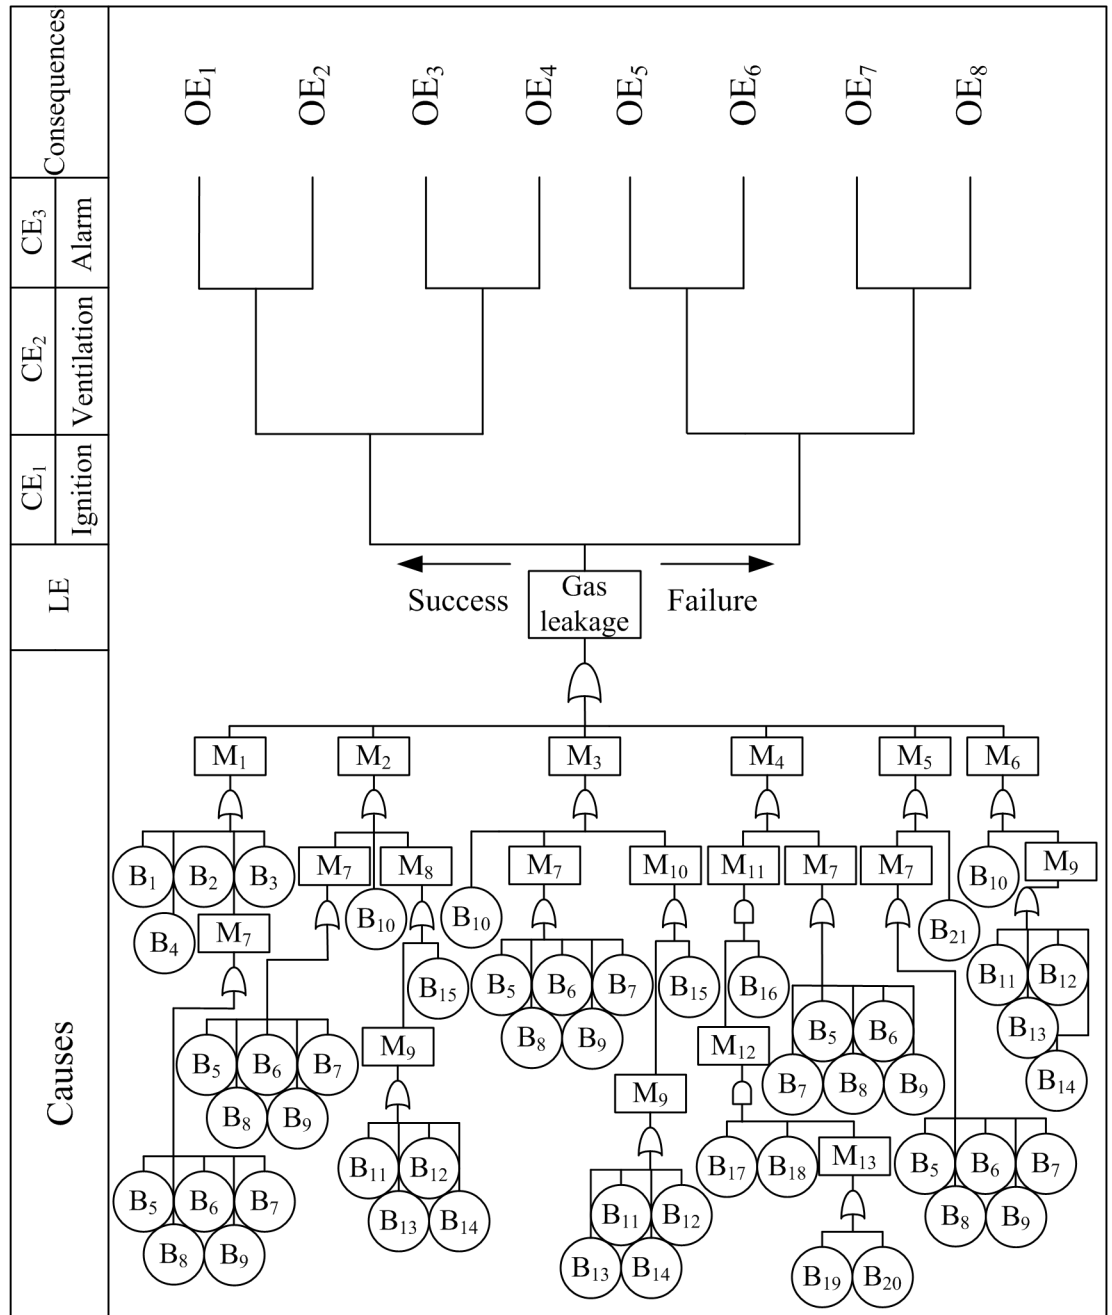 Consequences
OE1 OE2 OE3 OE4 OE5 OE6 OE7 OE8
CE3 Alarm
CE2 Ventilation
CE1 Ignition
LE
Success
Gas
leakage
Failure
Causes
M1 M2 M3 M4 M5 M6
B1 B2 B3 M7 M8 M7 M10 M11 M7 M7 B10 M9
B4 M7 B10 B10 B21
B15 B5 B6 B7 B15 B16 B11 B12
B5 B6 B7 M9 B8 B9 M12 B5 B6 B13
B8 B9 M9 B7 B8 B9 B14
B11 B12 B17 B18 M13 B5 B6 B7
B5 B6 B7 B13 B14 B11 B12 B8 B9
B8 B9 B13 B14 B19 B20